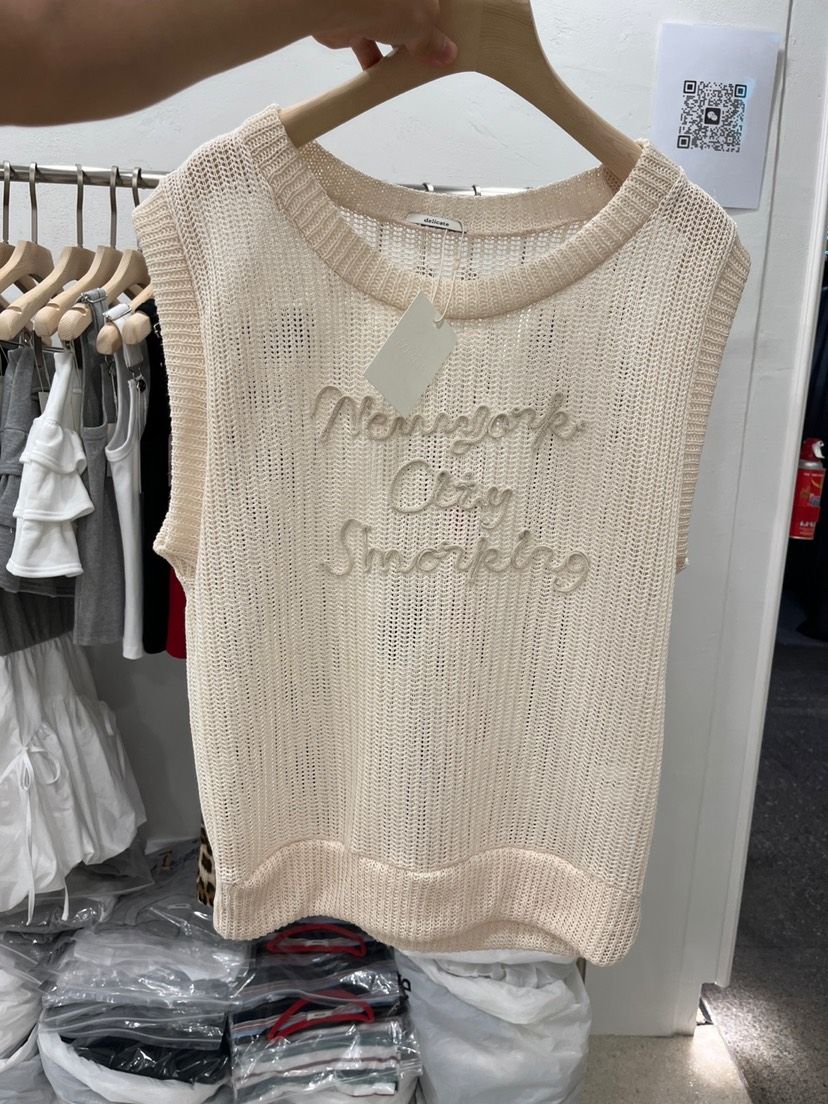 delicate
Newyork
City
Smorking